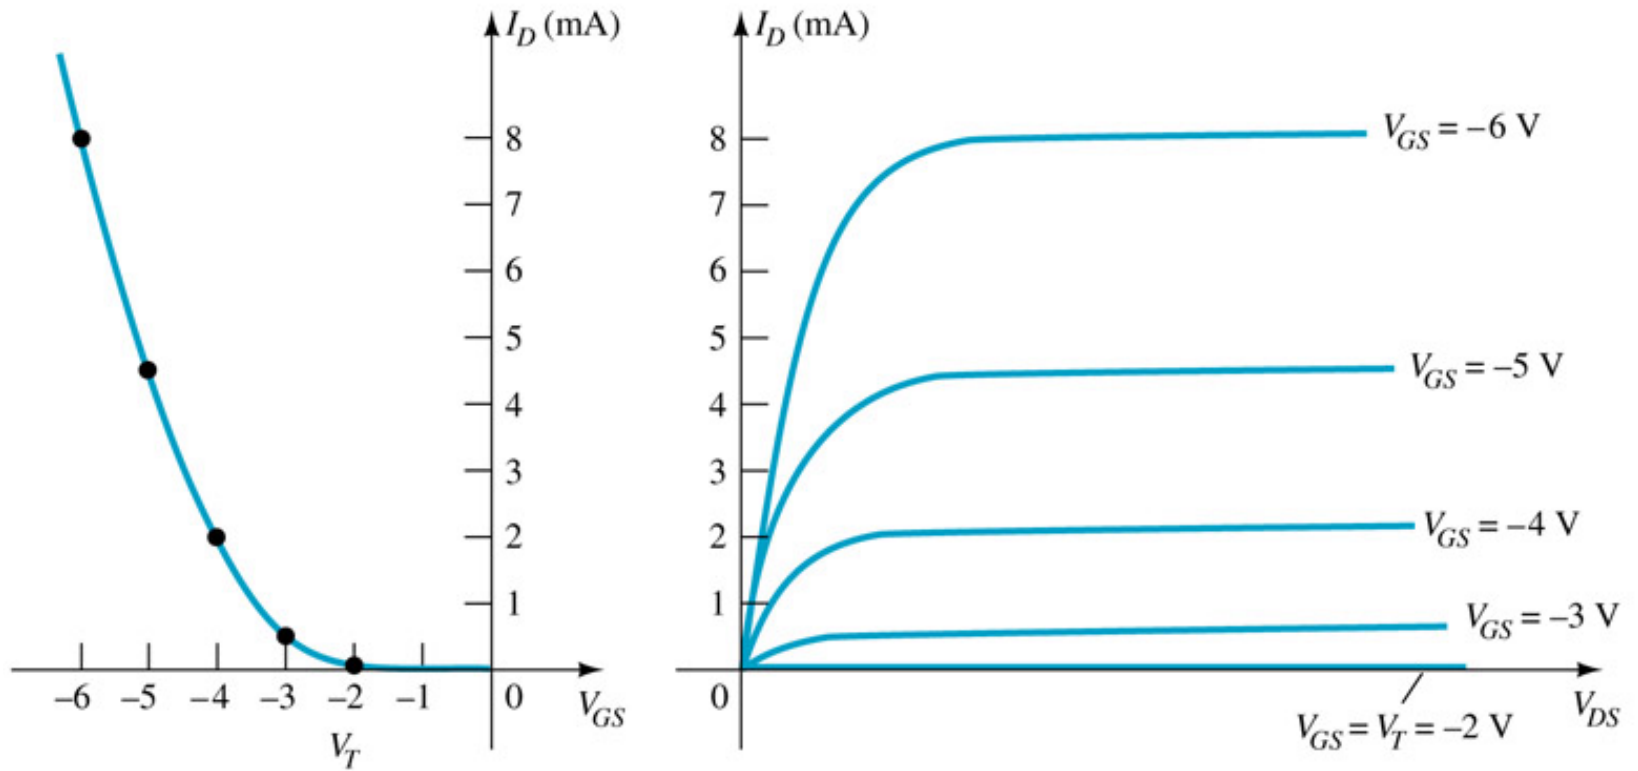 I_D (mA)
8
7
6
5
4
3
2
1
0
–6 –5 –4 –3 –2 –1
V_GS
V_T
I_D (mA)
8
7
6
5
4
3
2
1
0
V_GS = –6 V
V_GS = –5 V
V_GS = –4 V
V_GS = –3 V
V_DS
V_GS = V_T = –2 V